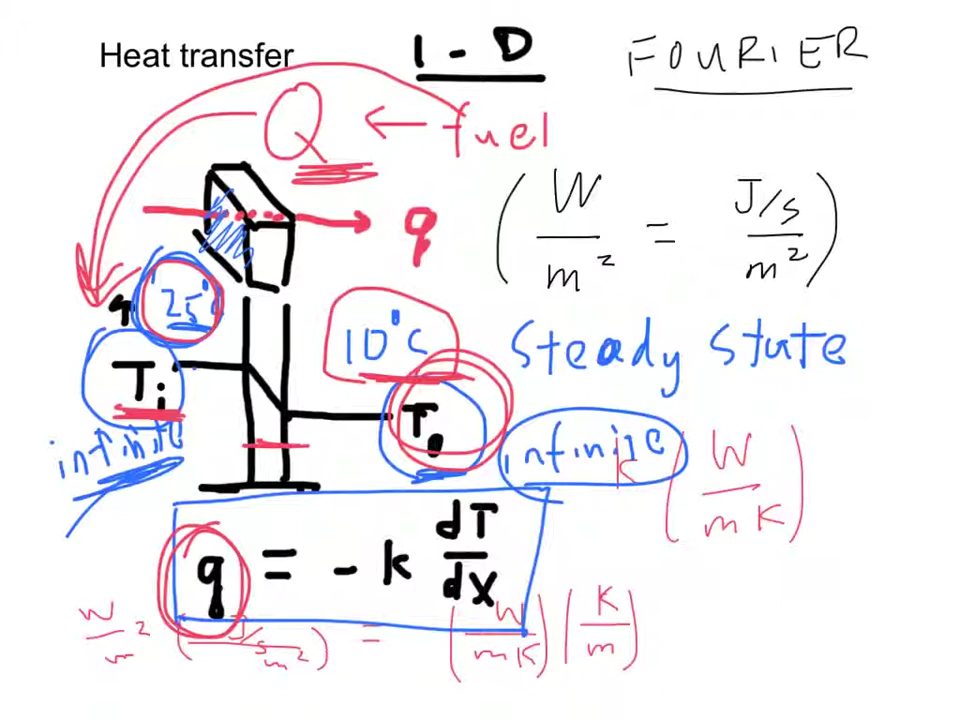 Heat transfer
1 - D
FOURIER
Q ← fuel
q
( W/m² = J/s/m² )
25°
10°c
Steady state
Ti
To
infinite
infinite
k ( W/mK )
q = - k dT/dX
W/m² ( J/s/m² ) = ( W/mK ) ( K/m )